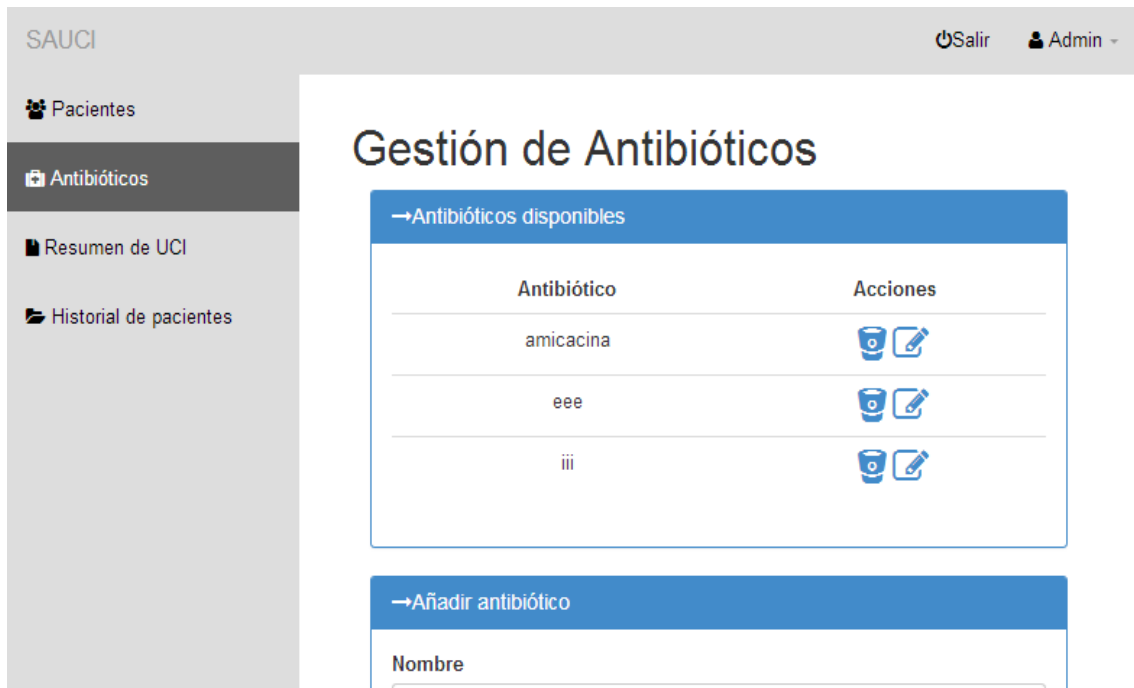 SAUCI
Salir
Admin
Pacientes
Antibióticos
Resumen de UCI
Historial de pacientes
Gestión de Antibióticos
→Antibióticos disponibles
Antibiótico Acciones
amicacina
eee
iii
→Añadir antibiótico
Nombre